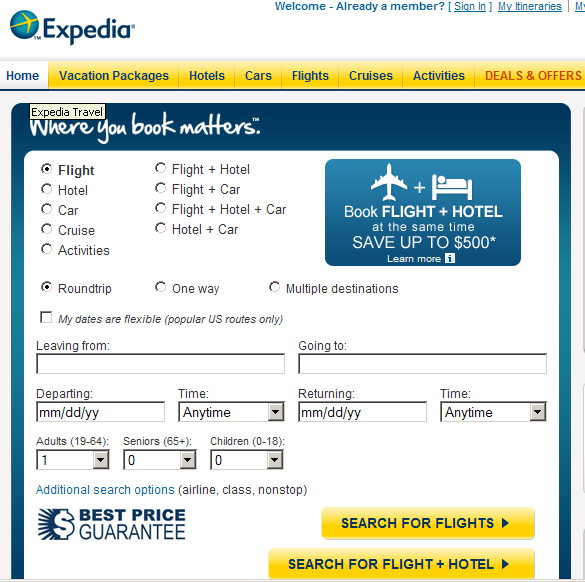 Welcome - Already a member? [ Sign In ] My Itineraries | My
Expedia
Home Vacation Packages Hotels Cars Flights Cruises Activities DEALS & OFFERS
Expedia Travel
Where you book matters.™
Flight
Flight + Hotel
Hotel
Flight + Car
Car
Flight + Hotel + Car
Cruise
Hotel + Car
Activities
+
Book FLIGHT + HOTEL
at the same time
SAVE UP TO $500*
Learn more i
Roundtrip One way Multiple destinations
My dates are flexible (popular US routes only)
Leaving from: Going to:
Departing: Time: Returning: Time:
mm/dd/yy Anytime mm/dd/yy Anytime
Adults (19-64): Seniors (65+): Children (0-18):
1 0 0
Additional search options (airline, class, nonstop)
BEST PRICE
GUARANTEE
SEARCH FOR FLIGHTS
SEARCH FOR FLIGHT + HOTEL